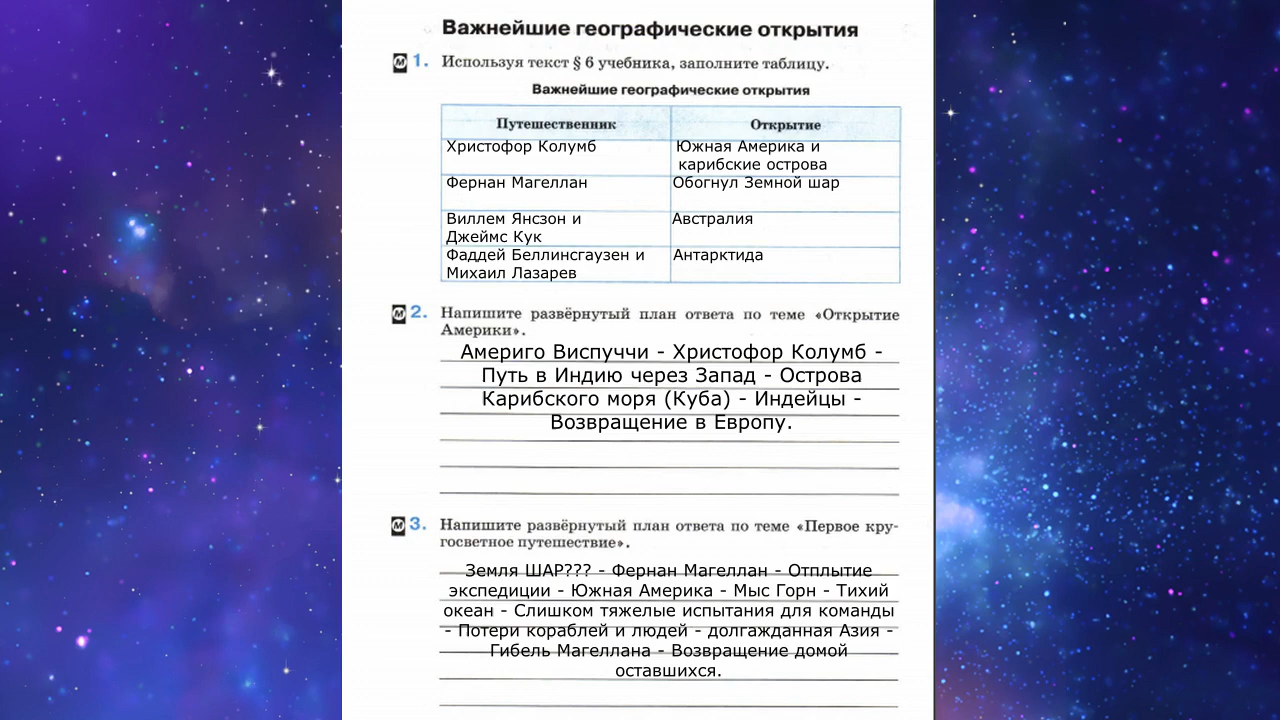 Важнейшие географические открытия
М 1. Используя текст § 6 учебника, заполните таблицу.
Важнейшие географические открытия
Путешественник Открытие
Христофор Колумб Южная Америка и
карибские острова
Фернан Магеллан Обогнул Земной шар
Виллем Янсзон и Австралия
Джеймс Кук
Фаддей Беллинсгаузен и Антарктида
Михаил Лазарев
М 2. Напишите развёрнутый план ответа по теме «Открытие
Америки».
Америго Виспуччи - Христофор Колумб -
Путь в Индию через Запад - Острова
Карибского моря (Куба) - Индейцы -
Возвращение в Европу.
М 3. Напишите развёрнутый план ответа по теме «Первое кру-
госветное путешествие».
Земля ШАР??? - Фернан Магеллан - Отплытие
экспедиции - Южная Америка - Мыс Горн - Тихий
океан - Слишком тяжелые испытания для команды
- Потери кораблей и людей - долгажданная Азия -
Гибель Магеллана - Возвращение домой
оставшихся.